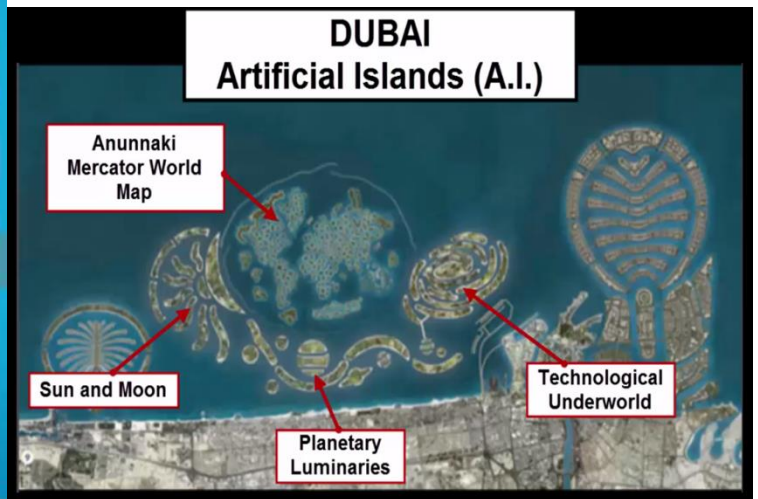 DUBAI
Artificial Islands (A.I.)
Anunnaki
Mercator World
Map
Sun and Moon
Planetary
Luminaries
Technological
Underworld